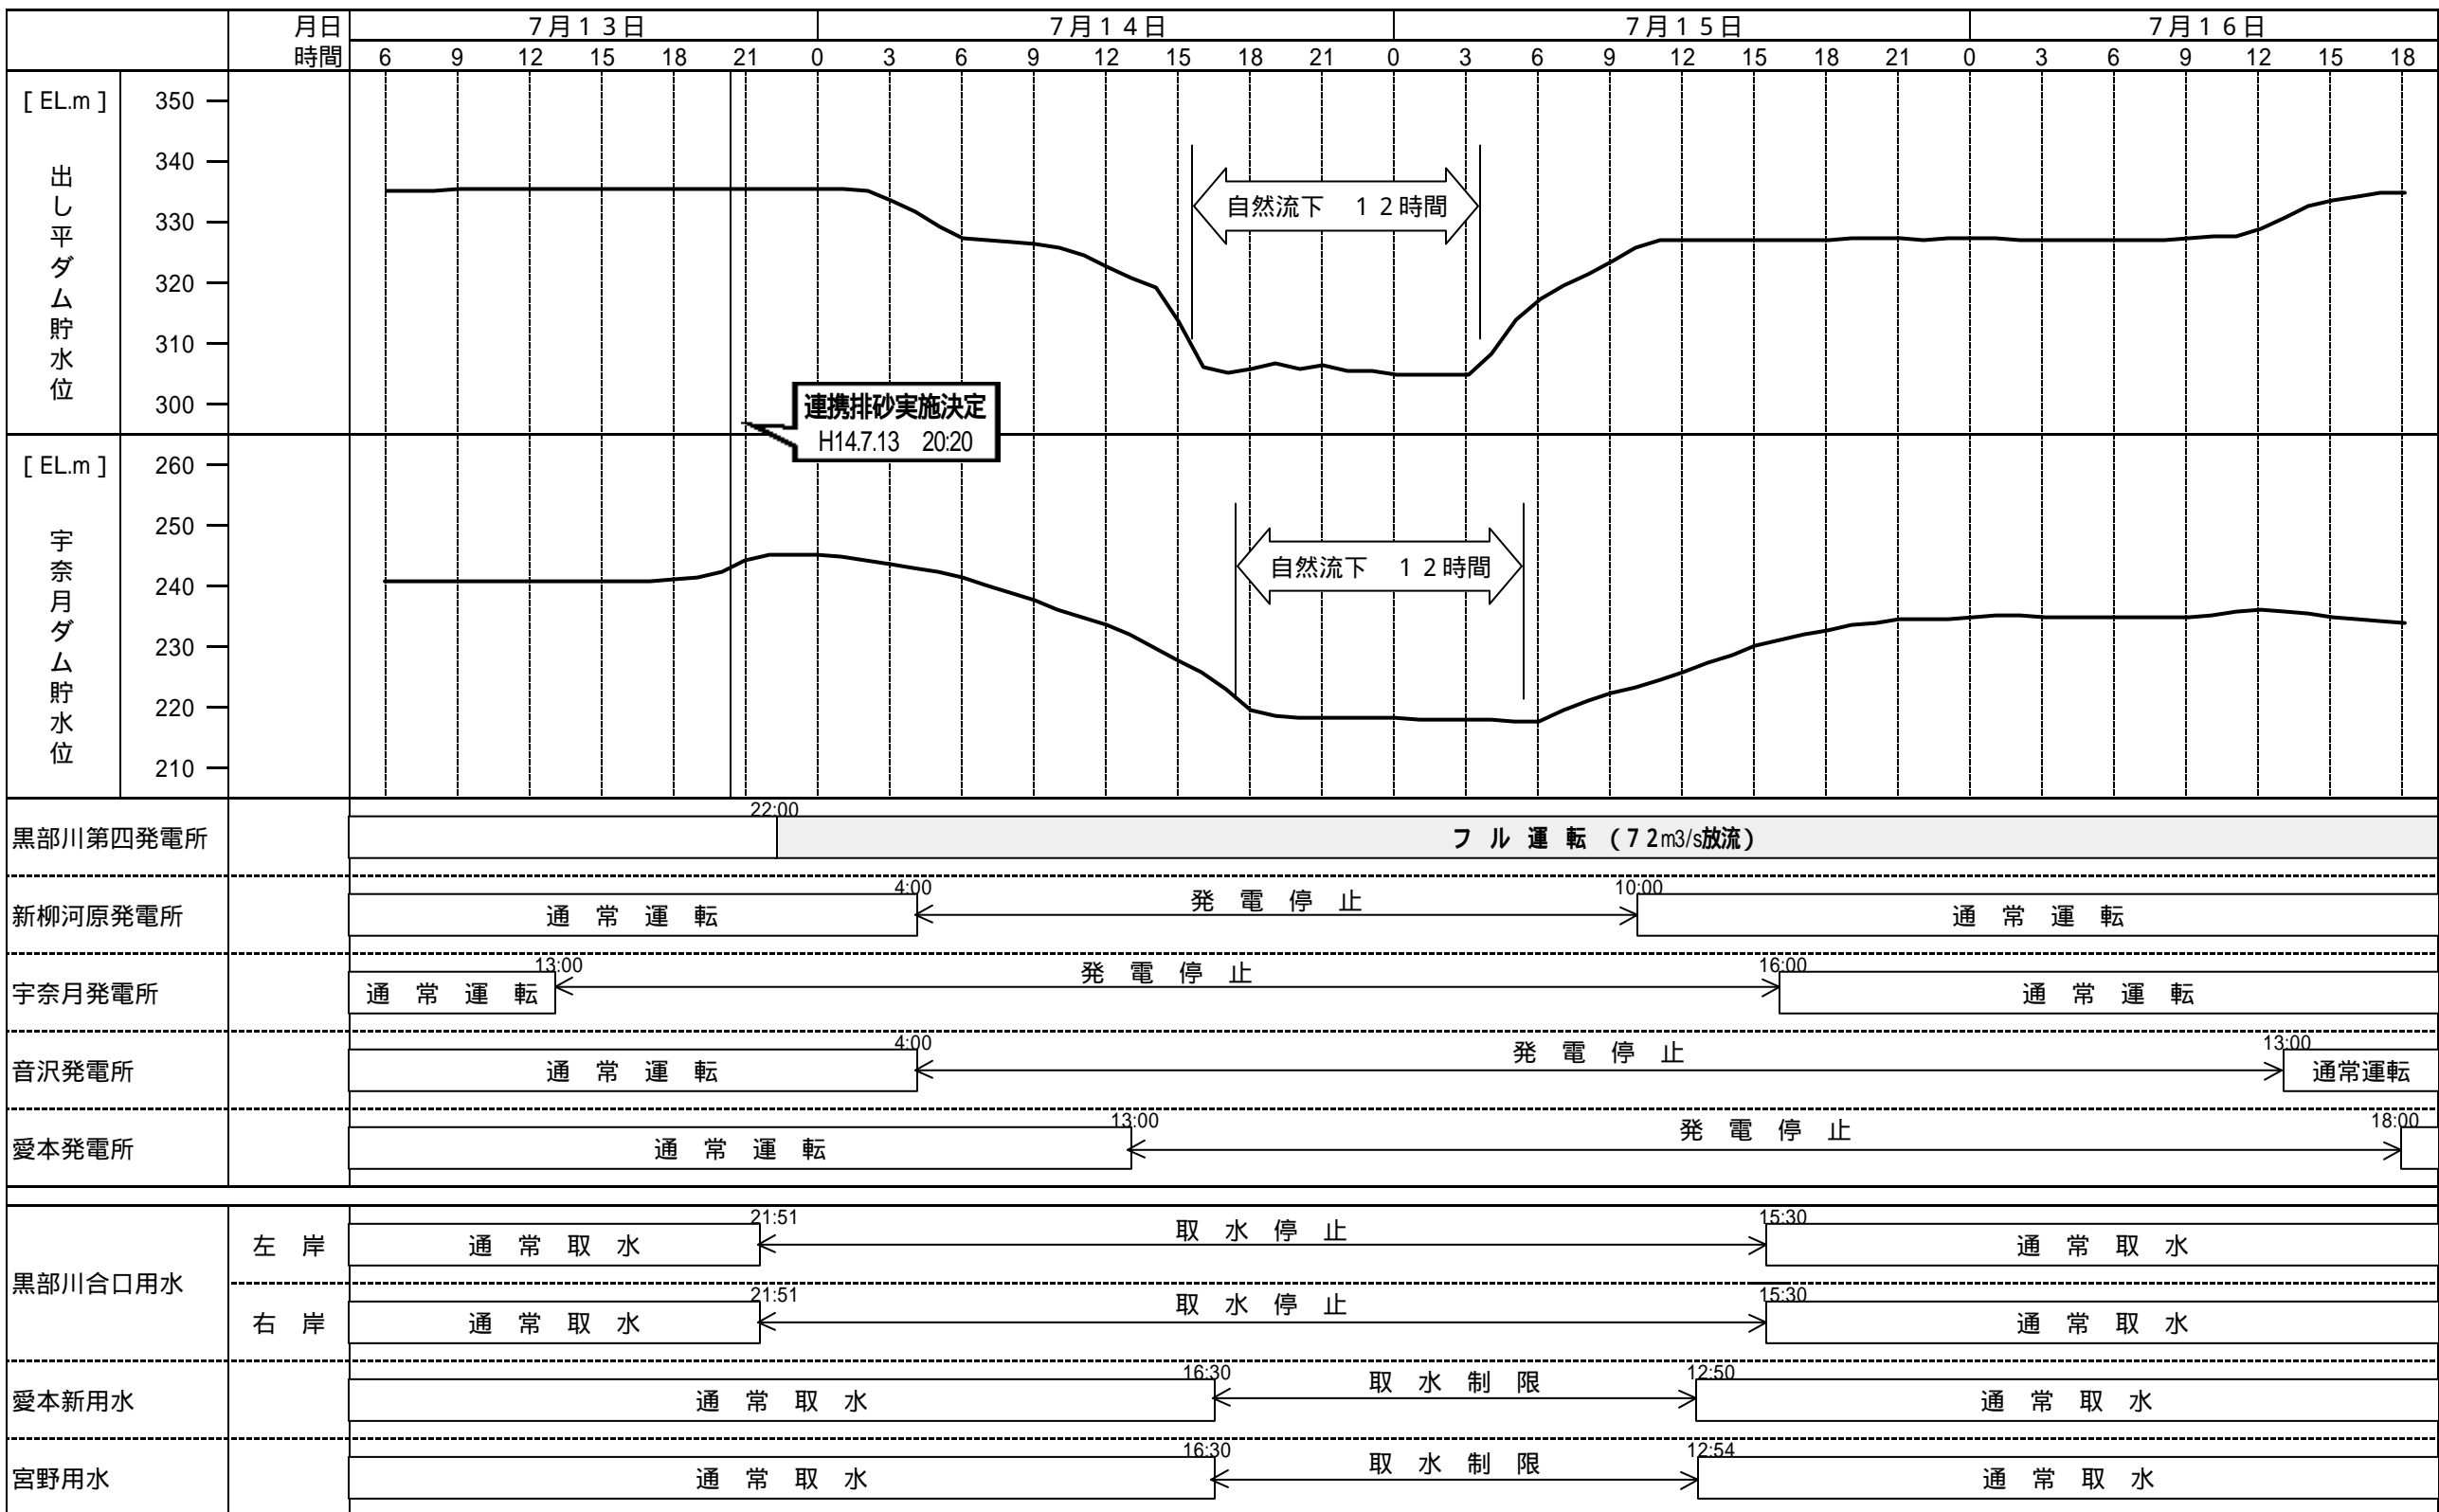 月日 7月13日 7月14日 7月15日 7月16日
時間 6 9 12 15 18 21 0 3 6 9 12 15 18 21 0 3 6 9 12 15 18 21 0 3 6 9 12 15 18
[ EL.m ]
出し平ダム貯水位
350
340
330
320
310
300
自然流下 12時間
連携排砂実施決定
H14.7.13 20:20
[ EL.m ]
宇奈月ダム貯水位
260
250
240
230
220
210
自然流下 12時間
22:00
黒部川第四発電所 フル運転(72m3/s放流)
4:00 発電停止 10:00
新柳河原発電所 通常運転 通常運転
13:00 発電停止 16:00
宇奈月発電所 通常運転 通常運転
4:00 発電停止 13:00
音沢発電所 通常運転 通常運転
13:00 発電停止 18:00
愛本発電所 通常運転
黒部川合口用水
21:51 取水停止 15:30
左岸 通常取水 通常取水
21:51 取水停止 15:30
右岸 通常取水 通常取水
16:30 取水制限 12:50
愛本新用水 通常取水 通常取水
16:30 取水制限 12:54
宮野用水 通常取水 通常取水